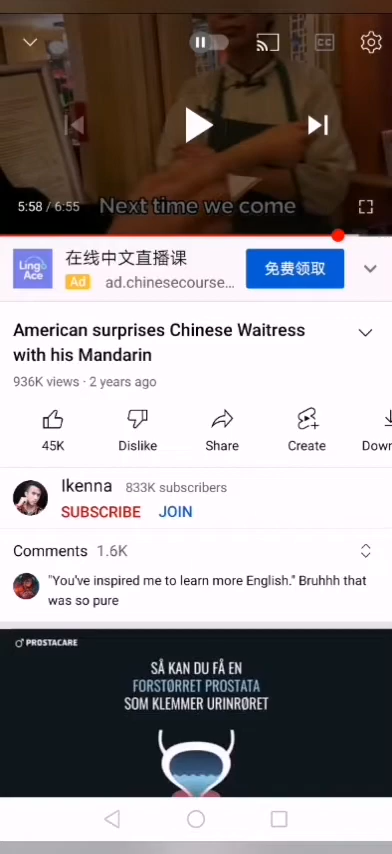 CC
5:58 / 6:55
Next time we come
Ling
Ace
在线中文直播课
Ad ad.chinesecourse...
免费领取
American surprises Chinese Waitress
with his Mandarin
936K views · 2 years ago
45K
Dislike
Share
Create
Down
Ikenna 833K subscribers
SUBSCRIBE JOIN
Comments 1.6K
"You've inspired me to learn more English." Bruhhh that
was so pure
PROSTACARE
SÅ KAN DU FÅ EN
FORSTØRRET PROSTATA
SOM KLEMMER URINRØRET